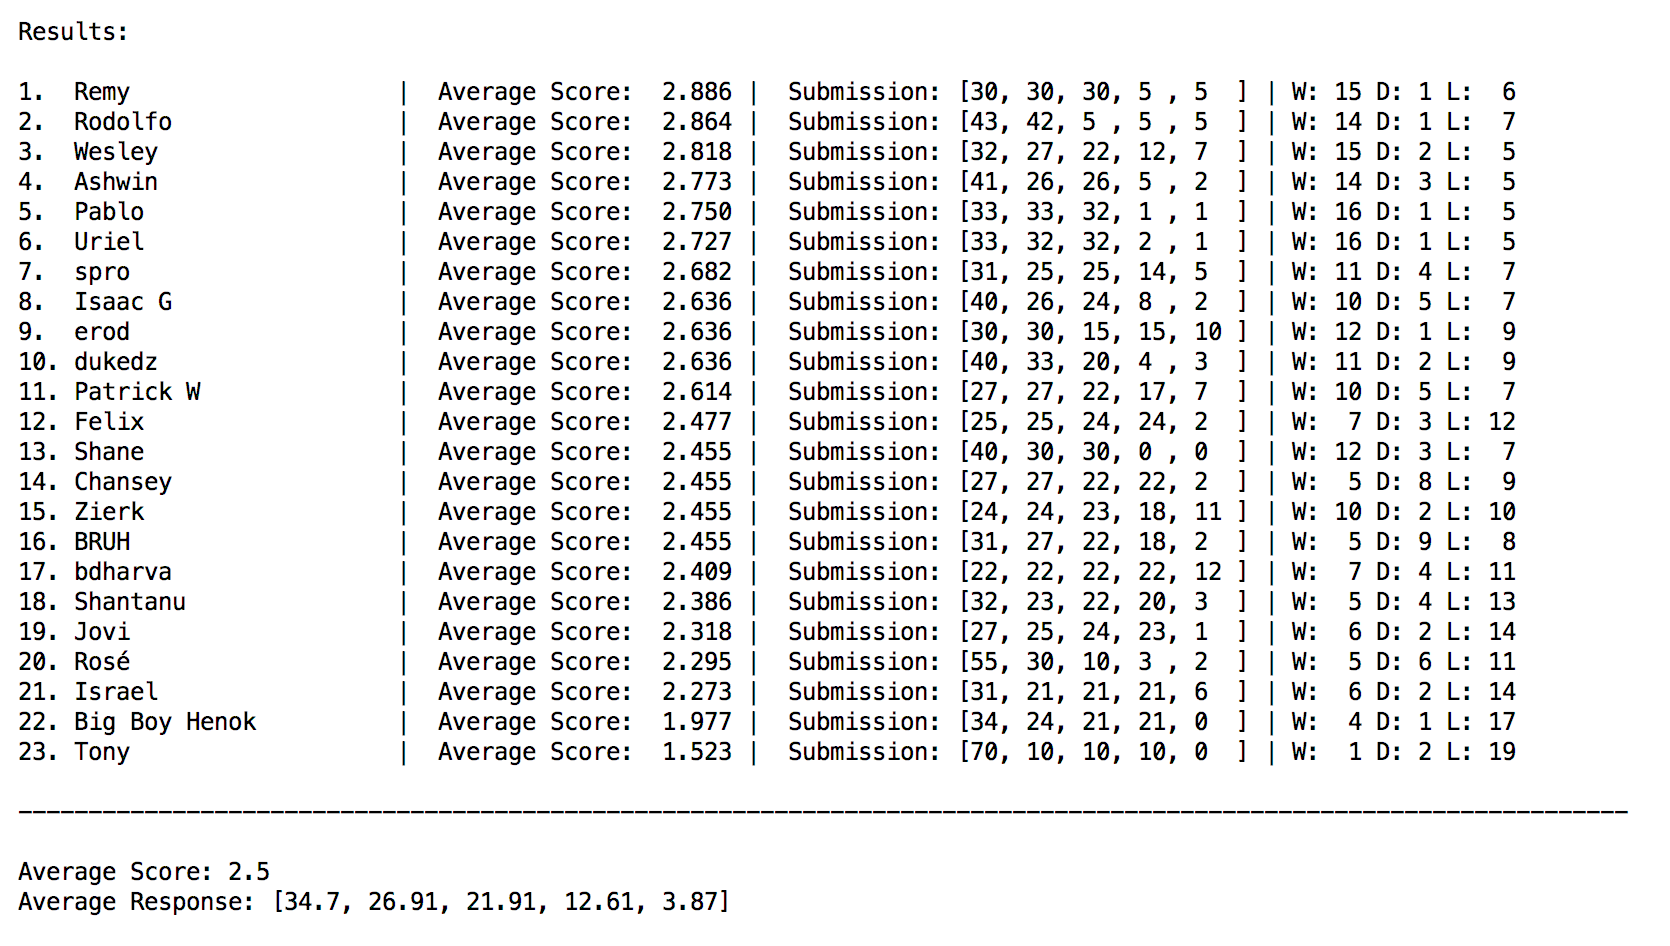 Results:
1.  Remy                   |  Average Score:  2.886 |  Submission: [30, 30, 30, 5 , 5  ] | W: 15 D: 1 L:  6
2.  Rodolfo                |  Average Score:  2.864 |  Submission: [43, 42, 5 , 5 , 5  ] | W: 14 D: 1 L:  7
3.  Wesley                 |  Average Score:  2.818 |  Submission: [32, 27, 22, 12, 7  ] | W: 15 D: 2 L:  5
4.  Ashwin                 |  Average Score:  2.773 |  Submission: [41, 26, 26, 5 , 2  ] | W: 14 D: 3 L:  5
5.  Pablo                  |  Average Score:  2.750 |  Submission: [33, 33, 32, 1 , 1  ] | W: 16 D: 1 L:  5
6.  Uriel                  |  Average Score:  2.727 |  Submission: [33, 32, 32, 2 , 1  ] | W: 16 D: 1 L:  5
7.  spro                   |  Average Score:  2.682 |  Submission: [31, 25, 25, 14, 5  ] | W: 11 D: 4 L:  7
8.  Isaac G                |  Average Score:  2.636 |  Submission: [40, 26, 24, 8 , 2  ] | W: 10 D: 5 L:  7
9.  erod                   |  Average Score:  2.636 |  Submission: [30, 30, 15, 15, 10 ] | W: 12 D: 1 L:  9
10. dukedz                 |  Average Score:  2.636 |  Submission: [40, 33, 20, 4 , 3  ] | W: 11 D: 2 L:  9
11. Patrick W              |  Average Score:  2.614 |  Submission: [27, 27, 22, 17, 7  ] | W: 10 D: 5 L:  7
12. Felix                  |  Average Score:  2.477 |  Submission: [25, 25, 24, 24, 2  ] | W:  7 D: 3 L: 12
13. Shane                  |  Average Score:  2.455 |  Submission: [40, 30, 30, 0 , 0  ] | W: 12 D: 3 L:  7
14. Chansey                |  Average Score:  2.455 |  Submission: [27, 27, 22, 22, 2  ] | W:  5 D: 8 L:  9
15. Zierk                  |  Average Score:  2.455 |  Submission: [24, 24, 23, 18, 11 ] | W: 10 D: 2 L: 10
16. BRUH                   |  Average Score:  2.455 |  Submission: [31, 27, 22, 18, 2  ] | W:  5 D: 9 L:  8
17. bdharva                |  Average Score:  2.409 |  Submission: [22, 22, 22, 22, 12 ] | W:  7 D: 4 L: 11
18. Shantanu               |  Average Score:  2.386 |  Submission: [32, 23, 22, 20, 3  ] | W:  5 D: 4 L: 13
19. Jovi                   |  Average Score:  2.318 |  Submission: [27, 25, 24, 23, 1  ] | W:  6 D: 2 L: 14
20. Rosé                   |  Average Score:  2.295 |  Submission: [55, 30, 10, 3 , 2  ] | W:  5 D: 6 L: 11
21. Israel                 |  Average Score:  2.273 |  Submission: [31, 21, 21, 21, 6  ] | W:  6 D: 2 L: 14
22. Big Boy Henok          |  Average Score:  1.977 |  Submission: [34, 24, 21, 21, 0  ] | W:  4 D: 1 L: 17
23. Tony                   |  Average Score:  1.523 |  Submission: [70, 10, 10, 10, 0  ] | W:  1 D: 2 L: 19
Average Score: 2.5
Average Response: [34.7, 26.91, 21.91, 12.61, 3.87]